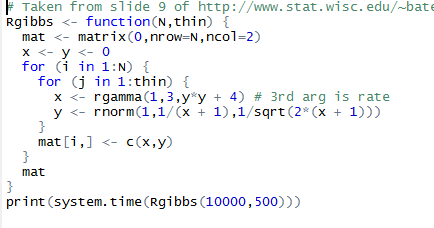 # Taken from slide 9 of http://www.stat.wisc.edu/~bate
Rgibbs <- function(N,thin) {
  mat <- matrix(0,nrow=N,ncol=2)
  x <- y <- 0
  for (i in 1:N) {
    for (j in 1:thin) {
      x <- rgamma(1,3,y*y + 4) # 3rd arg is rate
      y <- rnorm(1,1/(x + 1),1/sqrt(2*(x + 1)))
    }
    mat[i,] <- c(x,y)
  }
  mat
}
print(system.time(Rgibbs(10000,500)))